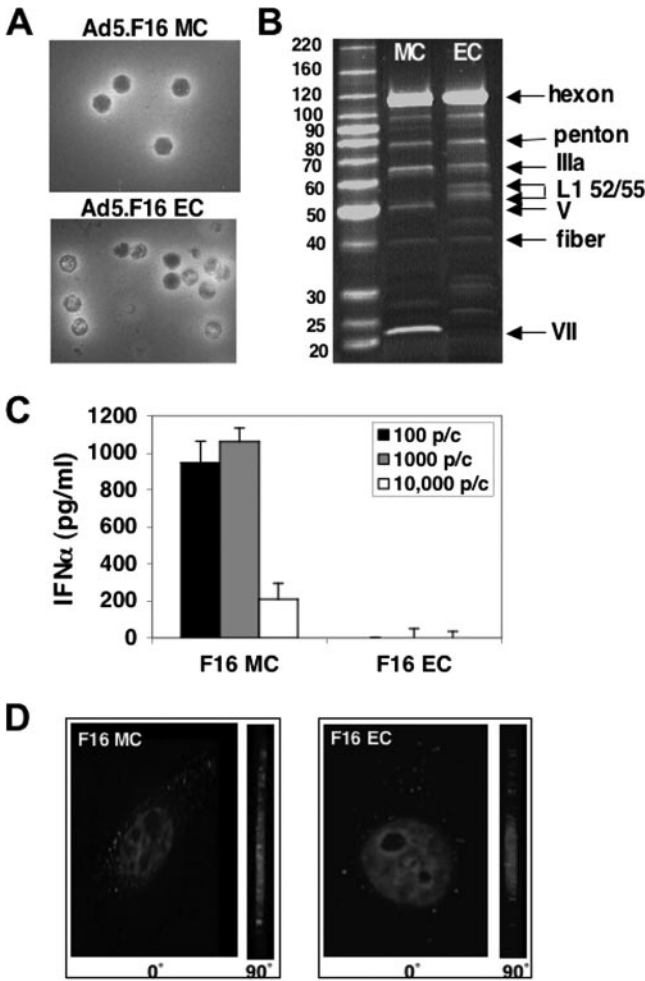 A
Ad5.F16 MC
Ad5.F16 EC
B
MC EC
220
160
120
100
90
80
70
60
50
40
30
25
20
hexon
penton
IIIa
L1 52/55
V
fiber
VII
C
IFNα (pg/ml)
1200
1000
800
600
400
200
0
100 p/c
1000 p/c
10,000 p/c
F16 MC F16 EC
D
F16 MC
0° 90°
F16 EC
0° 90°